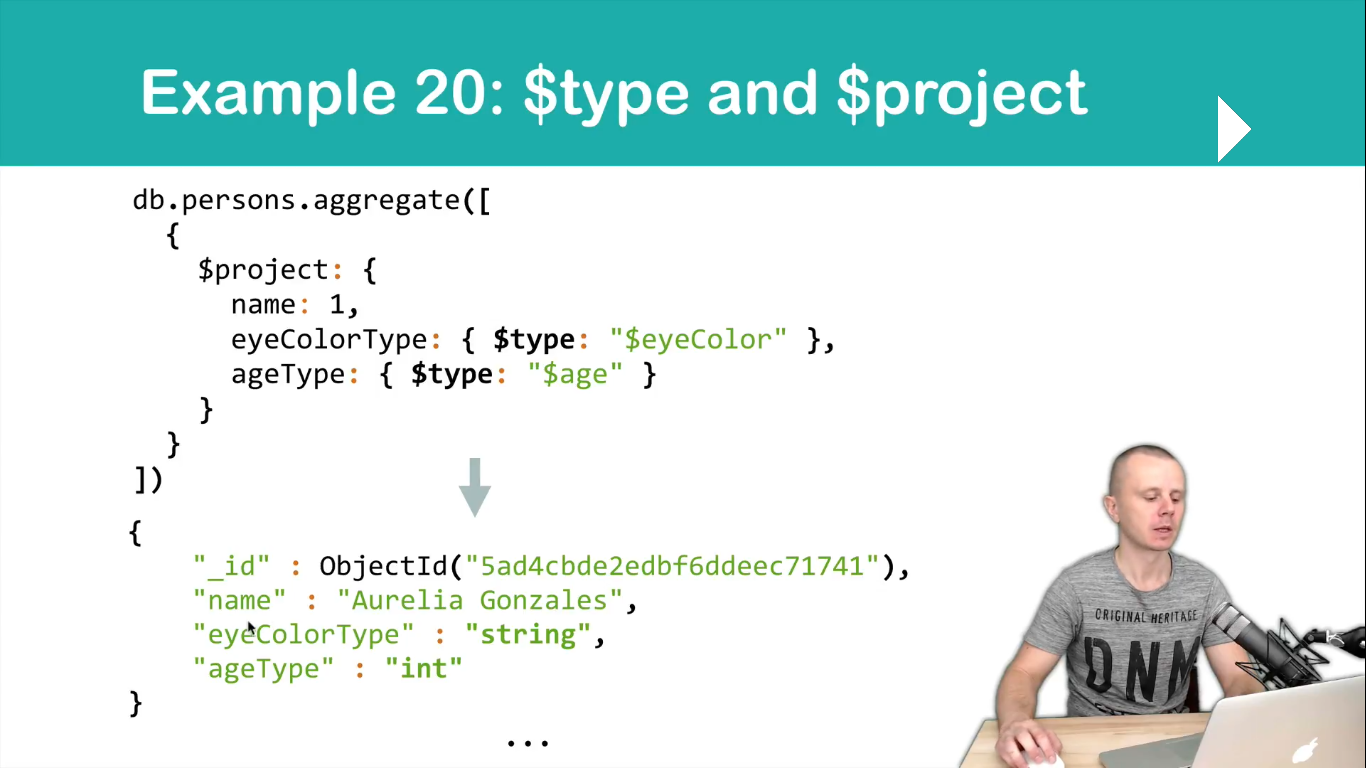 Example 20: $type and $project
db.persons.aggregate([
{
$project: {
name: 1,
eyeColorType: { $type: "$eyeColor" },
ageType: { $type: "$age" }
}
}
])
{
"_id" : ObjectId("5ad4cbde2edbf6ddeec71741"),
"name" : "Aurelia Gonzales",
"eyeColorType" : "string",
"ageType" : "int"
}
...
ORIGINAL HERITAGE
DNM